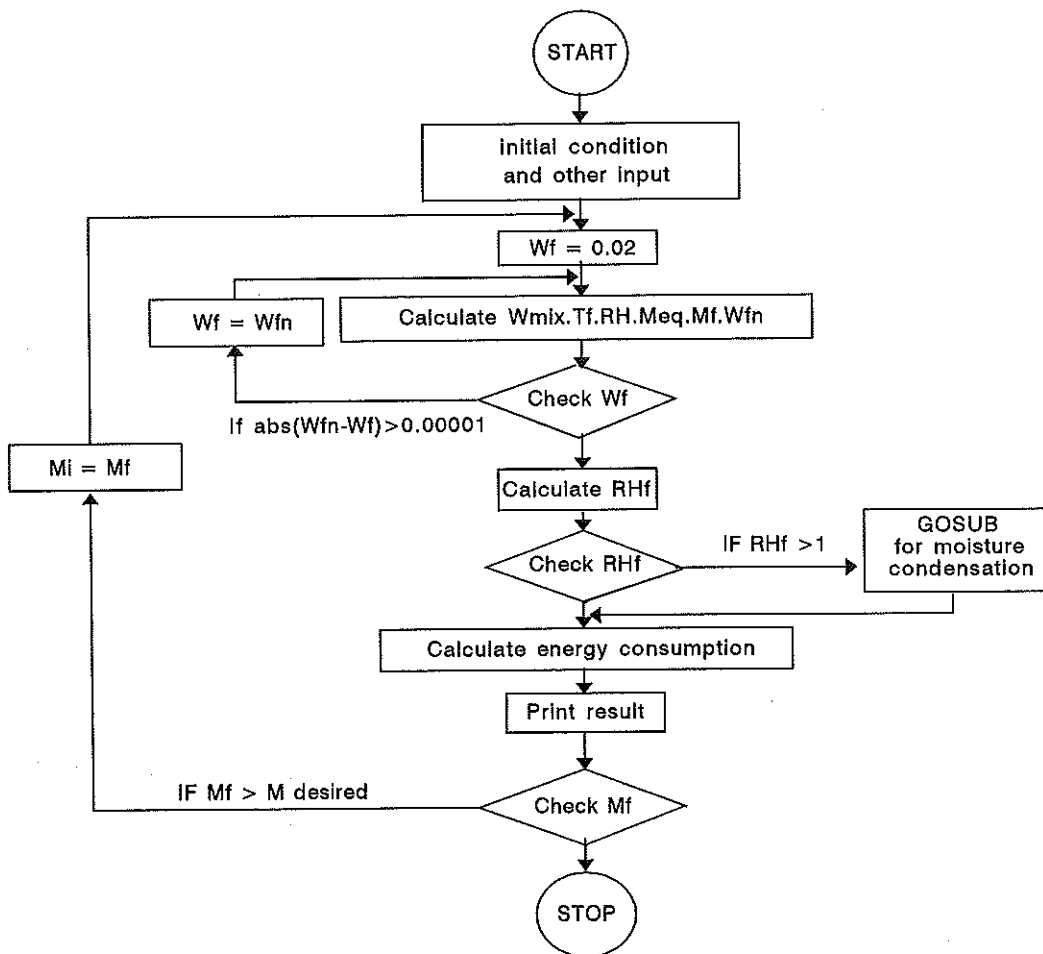 START
initial condition
and other input
Wf = 0.02
Wf = Wfn
Calculate Wmix.Tf.RH.Meq.Mf.Wfn
Check Wf
If abs(Wfn-Wf)>0.00001
Mi = Mf
Calculate RHf
Check RHf
IF RHf >1
GOSUB
for moisture
condensation
Calculate energy consumption
Print result
IF Mf > M desired
Check Mf
STOP